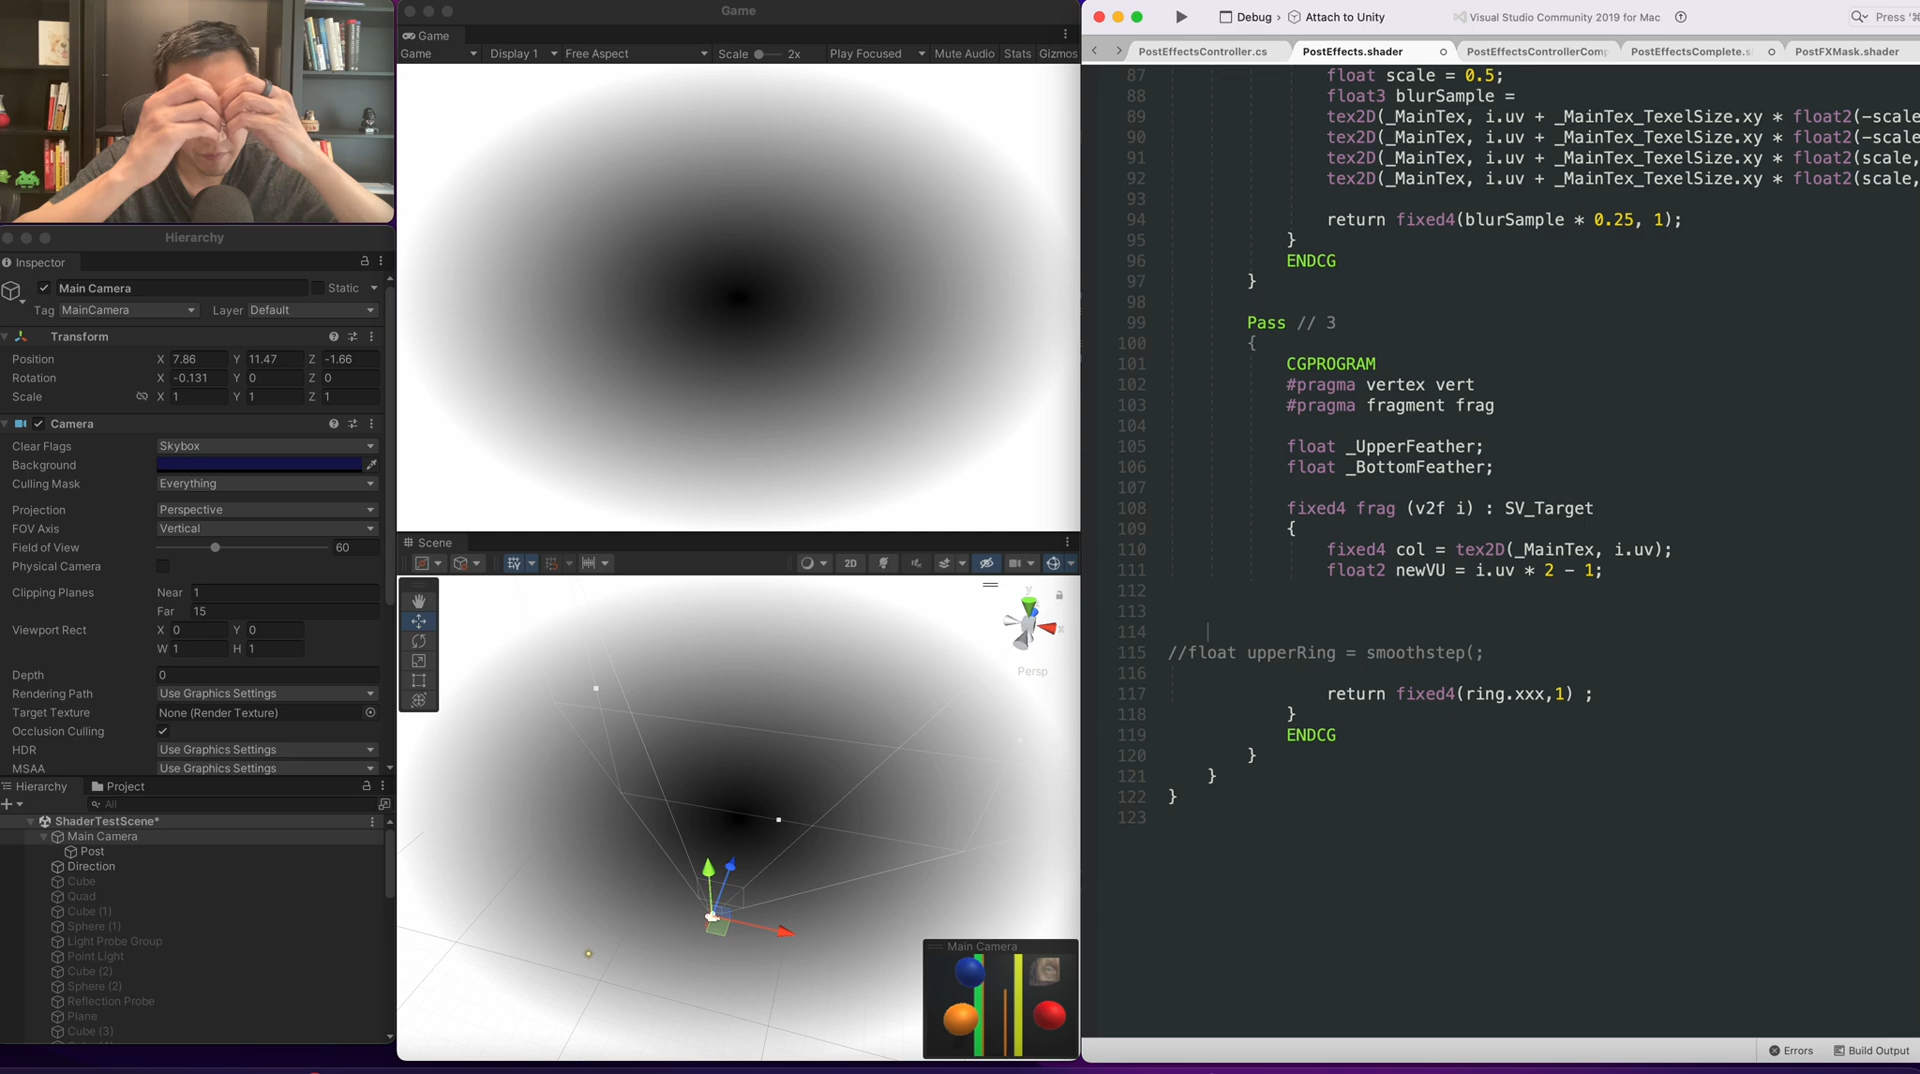 Hierarchy
Inspector
Main Camera
Static
Tag MainCamera
Layer Default
Transform
Position X 7.86 Y 11.47 Z -1.66
Rotation X -0.131 Y 0 Z 0
Scale X 1 Y 1 Z 1
Camera
Clear Flags Skybox
Background
Culling Mask Everything
Projection Perspective
FOV Axis Vertical
Field of View 60
Physical Camera
Clipping Planes Near 1
Far 15
Viewport Rect X 0 Y 0
W 1 H 1
Depth 0
Rendering Path Use Graphics Settings
Target Texture None (Render Texture)
Occlusion Culling
HDR Use Graphics Settings
MSAA Use Graphics Settings
Hierarchy Project
All
ShaderTestScene*
Main Camera
Post
Direction
Cube
Quad
Cube (1)
Sphere (1)
Light Probe Group
Point Light
Cube (2)
Sphere (2)
Reflection Probe
Plane
Cube (3)
Game
Game
Game Display 1 Free Aspect Scale 2x Play Focused Mute Audio Stats Gizmos
Scene
2D
y
x
Persp
Main Camera
Debug › Attach to Unity
Visual Studio Community 2019 for Mac
Press
PostEffectsController.cs PostEffects.shader PostEffectsControllerComp PostEffectsComplete.s PostFXMask.shader
87 float scale = 0.5;
88 float3 blurSample =
89 tex2D(_MainTex, i.uv + _MainTex_TexelSize.xy * float2(-scale
90 tex2D(_MainTex, i.uv + _MainTex_TexelSize.xy * float2(-scale
91 tex2D(_MainTex, i.uv + _MainTex_TexelSize.xy * float2(scale,
92 tex2D(_MainTex, i.uv + _MainTex_TexelSize.xy * float2(scale,
93
94 return fixed4(blurSample * 0.25, 1);
95 }
96 ENDCG
97 }
98
99 Pass // 3
100 {
101 CGPROGRAM
102 #pragma vertex vert
103 #pragma fragment frag
104
105 float _UpperFeather;
106 float _BottomFeather;
107
108 fixed4 frag (v2f i) : SV_Target
109 {
110 fixed4 col = tex2D(_MainTex, i.uv);
111 float2 newVU = i.uv * 2 - 1;
112
113
114
115 //float upperRing = smoothstep(;
116
117 return fixed4(ring.xxx,1) ;
118 }
119 ENDCG
120 }
121 }
122 }
123
Errors Build Output